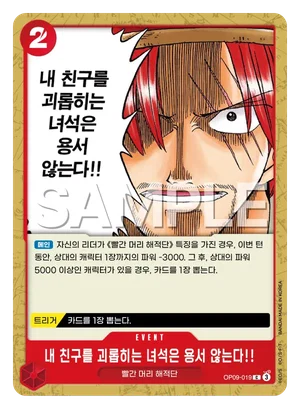 2
내 친구를
괴롭히는
녀석은
용서
않는다!!
SAMPLE
메인 자신의 리더가 《빨간 머리 해적단》 특징을 가진 경우, 이번 턴
동안, 상대의 캐릭터 1장까지의 파워 -3000. 그 후, 상대의 파워
5000 이상인 캐릭터가 있을 경우, 카드를 1장 뽑는다.
트리거 카드를 1장 뽑는다.
EVENT
내 친구를 괴롭히는 녀석은 용서 않는다!!
빨간 머리 해적단
OP09-019 C 3